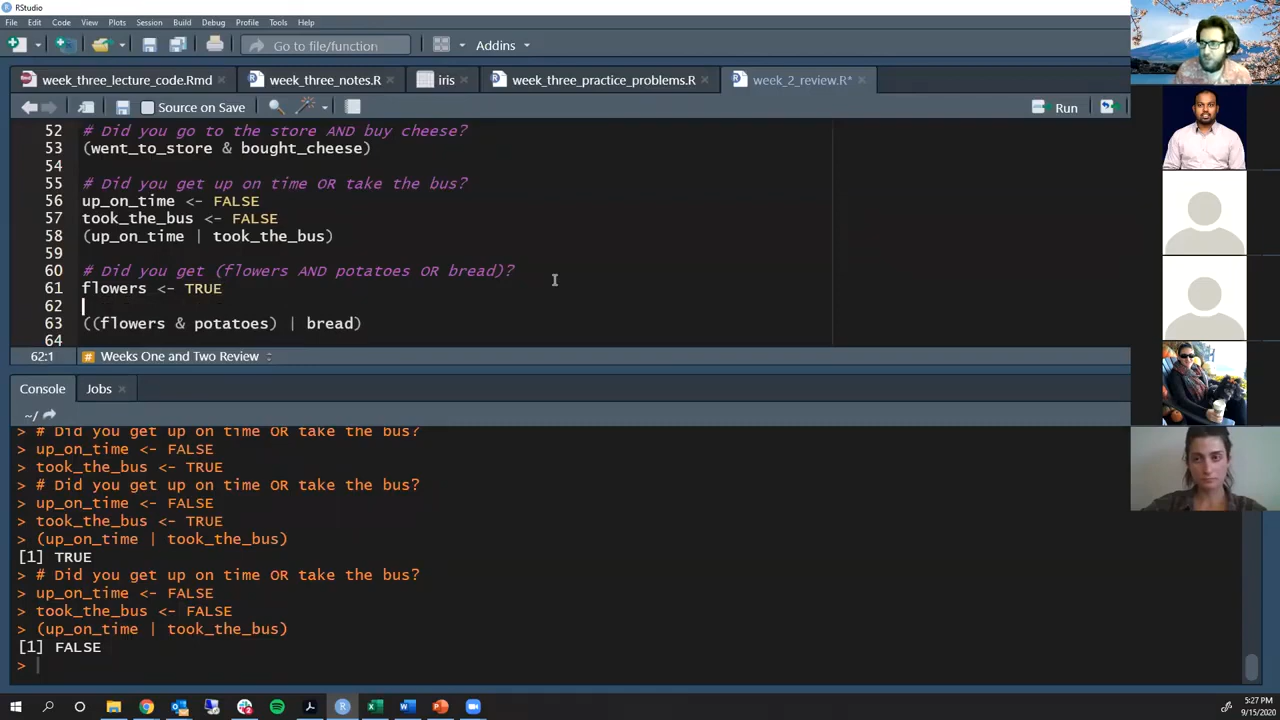 RStudio
File Edit Code View Plots Session Build Debug Profile Tools Help
Go to file/function Addins
week_three_lecture_code.Rmd week_three_notes.R iris week_three_practice_problems.R week_2_review.R*
Source on Save Run
52 # Did you go to the store AND buy cheese?
53 (went_to_store & bought_cheese)
54
55 # Did you get up on time OR take the bus?
56 up_on_time <- FALSE
57 took_the_bus <- FALSE
58 (up_on_time | took_the_bus)
59
60 # Did you get (flowers AND potatoes OR bread)?
61 flowers <- TRUE
62
63 ((flowers & potatoes) | bread)
64
62:1 # Weeks One and Two Review
Console Jobs
~/
> # Did you get up on time OR take the bus?
> up_on_time <- FALSE
> took_the_bus <- TRUE
> # Did you get up on time OR take the bus?
> up_on_time <- FALSE
> took_the_bus <- TRUE
> (up_on_time | took_the_bus)
[1] TRUE
> # Did you get up on time OR take the bus?
> up_on_time <- FALSE
> took_the_bus <- FALSE
> (up_on_time | took_the_bus)
[1] FALSE
>
5:27 PM
9/15/2020